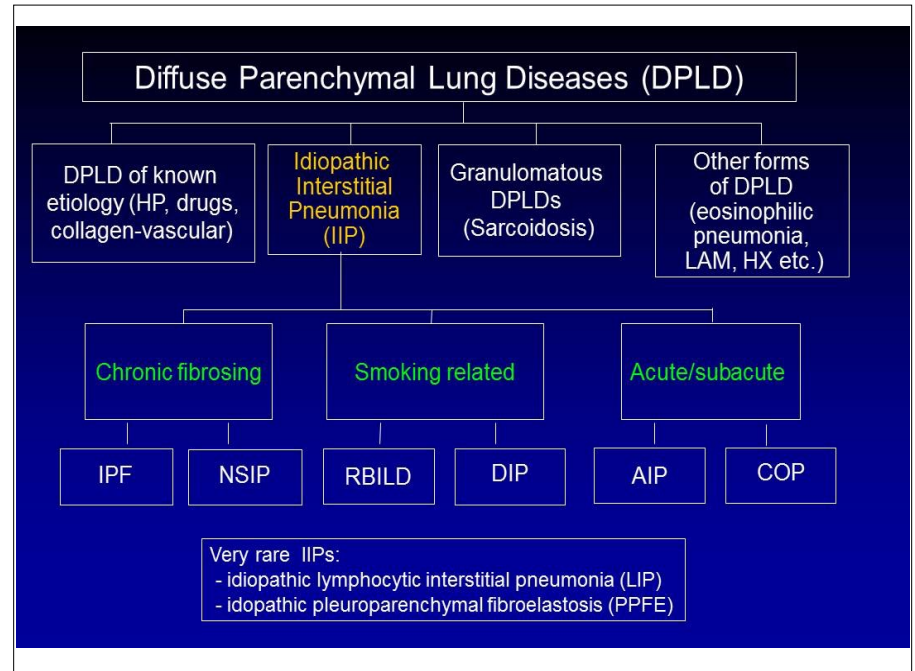 Diffuse Parenchymal Lung Diseases (DPLD)
DPLD of known
etiology (HP, drugs,
collagen-vascular)
Idiopathic
Interstitial
Pneumonia
(IIP)
Granulomatous
DPLDs
(Sarcoidosis)
Other forms
of DPLD
(eosinophilic
pneumonia,
LAM, HX etc.)
Chronic fibrosing
Smoking related
Acute/subacute
IPF
NSIP
RBILD
DIP
AIP
COP
Very rare IIPs:
- idiopathic lymphocytic interstitial pneumonia (LIP)
- idopathic pleuroparenchymal fibroelastosis (PPFE)